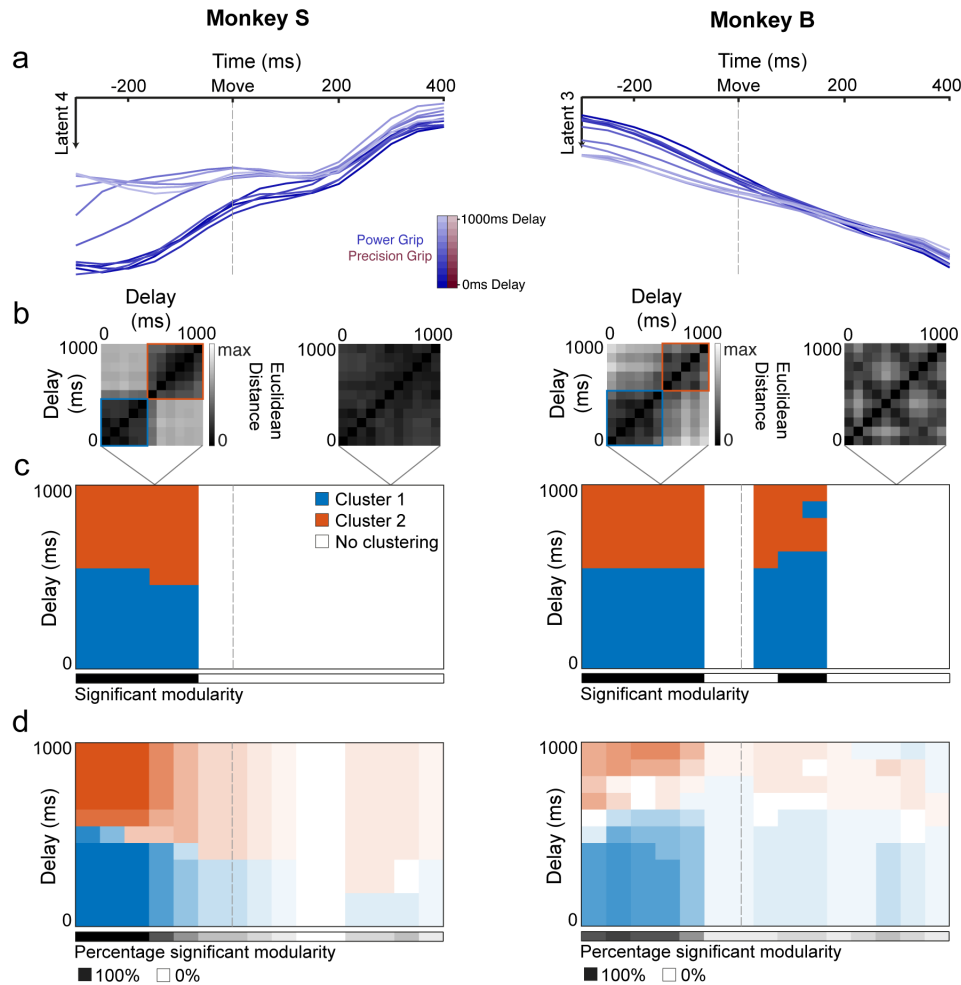 Monkey S
Monkey B
a
Time (ms)
Time (ms)
-200 Move 200 400
-200 Move 200 400
Latent 4
Latent 3
Power Grip
Precision Grip
1000ms Delay
0ms Delay
b
Delay
(ms)
0 1000
0 1000
1000
0
Delay
(ms)
max
0
Euclidean
Distance
1000
0
Delay
(ms)
0 1000
0 1000
1000
0
Delay
(ms)
max
0
Euclidean
Distance
1000
0
c
1000
Delay (ms)
0
Cluster 1
Cluster 2
No clustering
Significant modularity
1000
Delay (ms)
0
Significant modularity
d
1000
Delay (ms)
0
Percentage significant modularity
100% 0%
1000
Delay (ms)
0
Percentage significant modularity
100% 0%